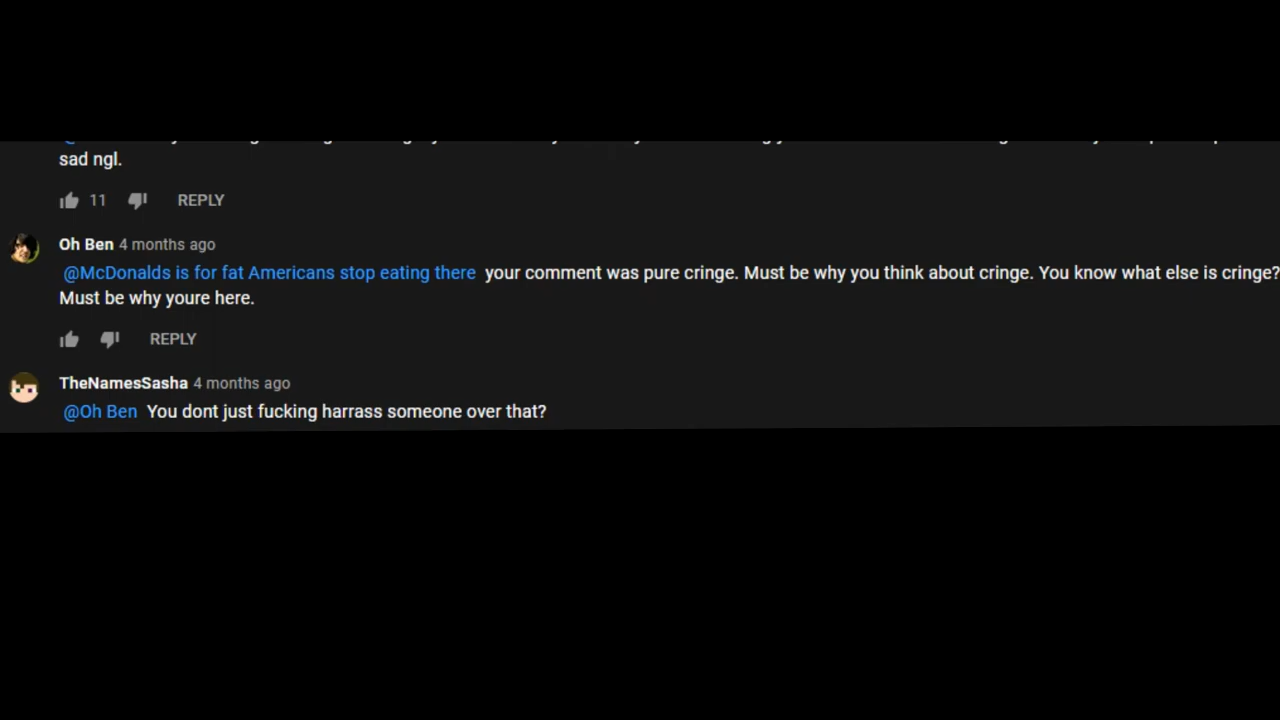 sad ngl.
11 REPLY
Oh Ben 4 months ago
@McDonalds is for fat Americans stop eating there your comment was pure cringe. Must be why you think about cringe. You know what else is cringe?
Must be why youre here.
REPLY
TheNamesSasha 4 months ago
@Oh Ben You dont just fucking harrass someone over that?